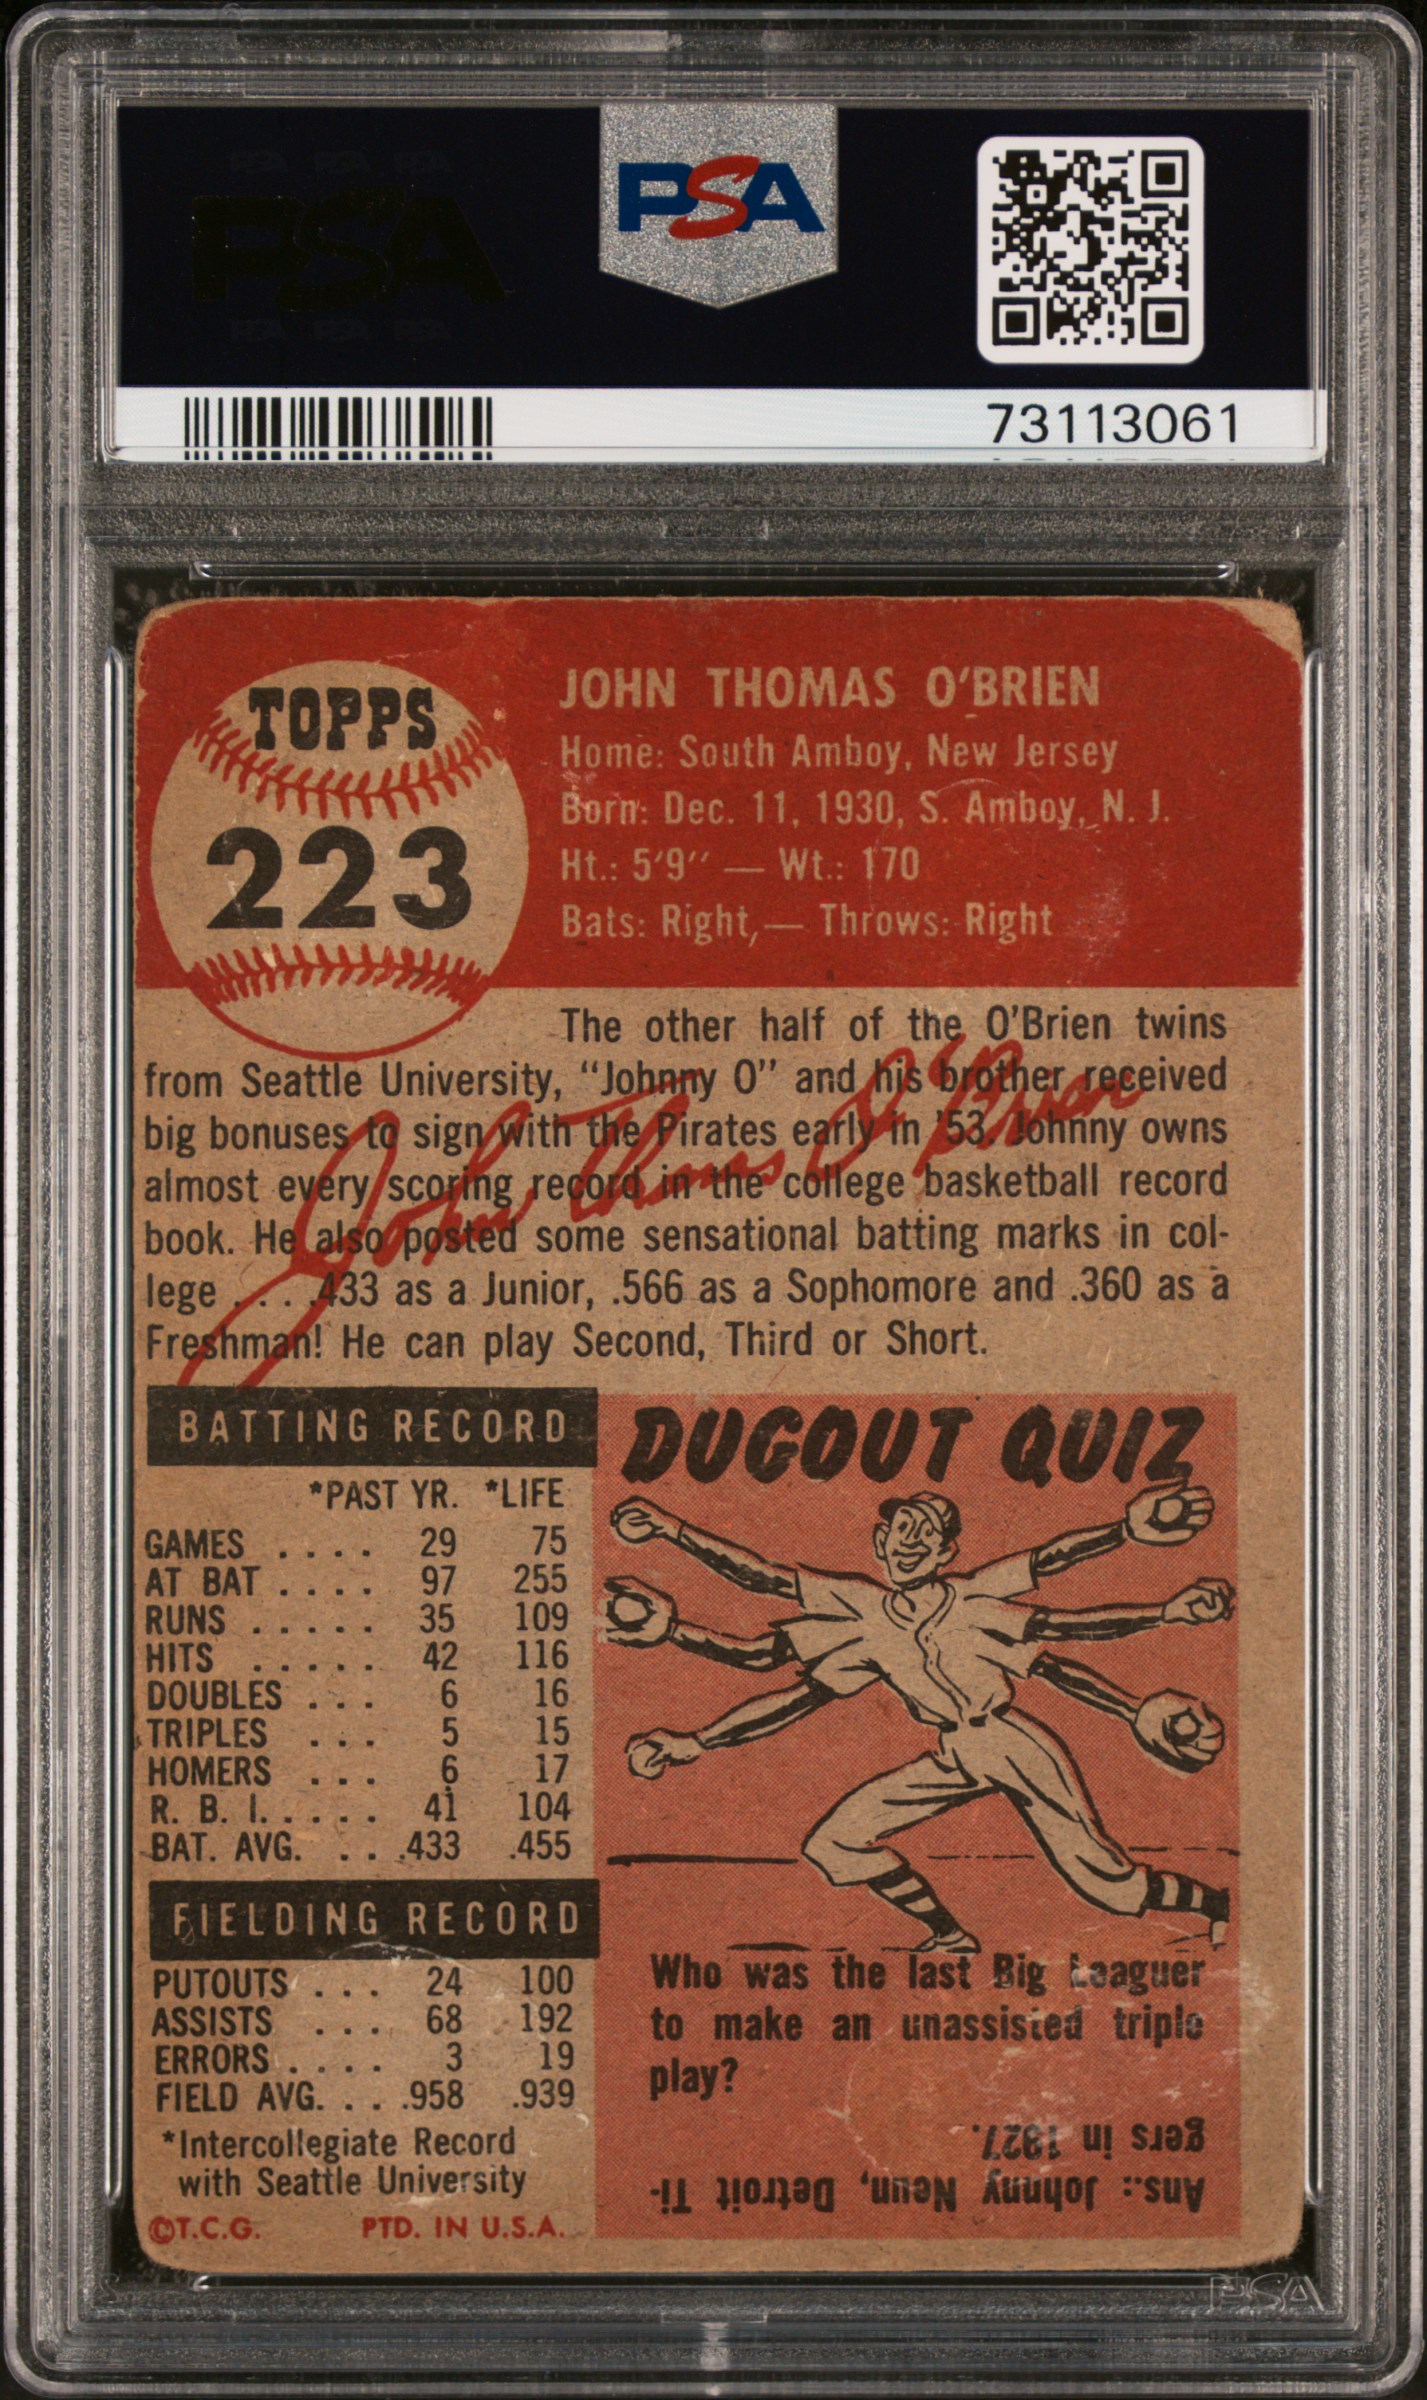 PSA
PSA
73113061
TOPPS
223
JOHN THOMAS O'BRIEN
Home: South Amboy, New Jersey
Born: Dec. 11, 1930, S. Amboy, N. J.
Ht.: 5'9'' — Wt.: 170
Bats: Right, — Throws: Right
The other half of the O'Brien twins
from Seattle University, “Johnny O” and his brother received
big bonuses to sign with the Pirates early in '53. Johnny owns
almost every scoring record in the college basketball record
book. He also posted some sensational batting marks in col-
lege . . . .433 as a Junior, .566 as a Sophomore and .360 as a
Freshman! He can play Second, Third or Short.
John Thomas O'Brien
BATTING RECORD
*PAST YR. *LIFE
GAMES . . . . 29 75
AT BAT . . . . 97 255
RUNS . . . . . 35 109
HITS . . . . . 42 116
DOUBLES . . . 6 16
TRIPLES . . . 5 15
HOMERS . . . 6 17
R. B. I. . . . . 41 104
BAT. AVG. . . . .433 .455
FIELDING RECORD
PUTOUTS . . . 24 100
ASSISTS . . . 68 192
ERRORS . . . . 3 19
FIELD AVG. . . . .958 .939
*Intercollegiate Record
with Seattle University
©T.C.G. PTD. IN U.S.A.
DUGOUT QUIZ
Who was the last Big Leaguer
to make an unassisted triple
play?
Ans.: Johnny Neun, Detroit Ti-
gers in 1927.
PSA